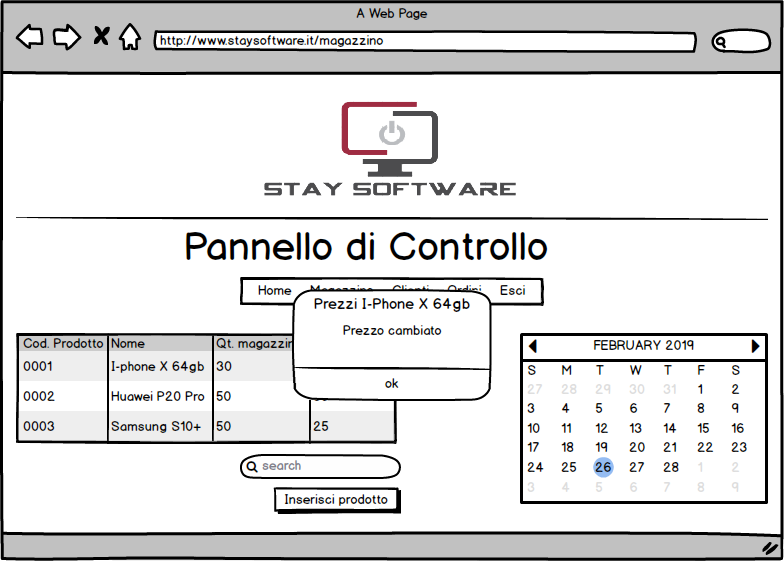 A Web Page
http://www.staysoftware.it/magazzino
STAY SOFTWARE
Pannello di Controllo
Home Magazzino Clienti Ordini Esci
Prezzi I-Phone X 64gb
Prezzo cambiato
ok
Cod. Prodotto Nome Qt. magazzin
0001 I-phone X 64gb 30
0002 Huawei P20 Pro 50
0003 Samsung S10+ 50 25
search
Inserisci prodotto
FEBRUARY 2019
S M T W T F S
27 28 29 30 31 1 2
3 4 5 6 7 8 9
10 11 12 13 14 15 16
17 18 19 20 21 22 23
24 25 26 27 28 1 2
3 4 5 6 7 8 9